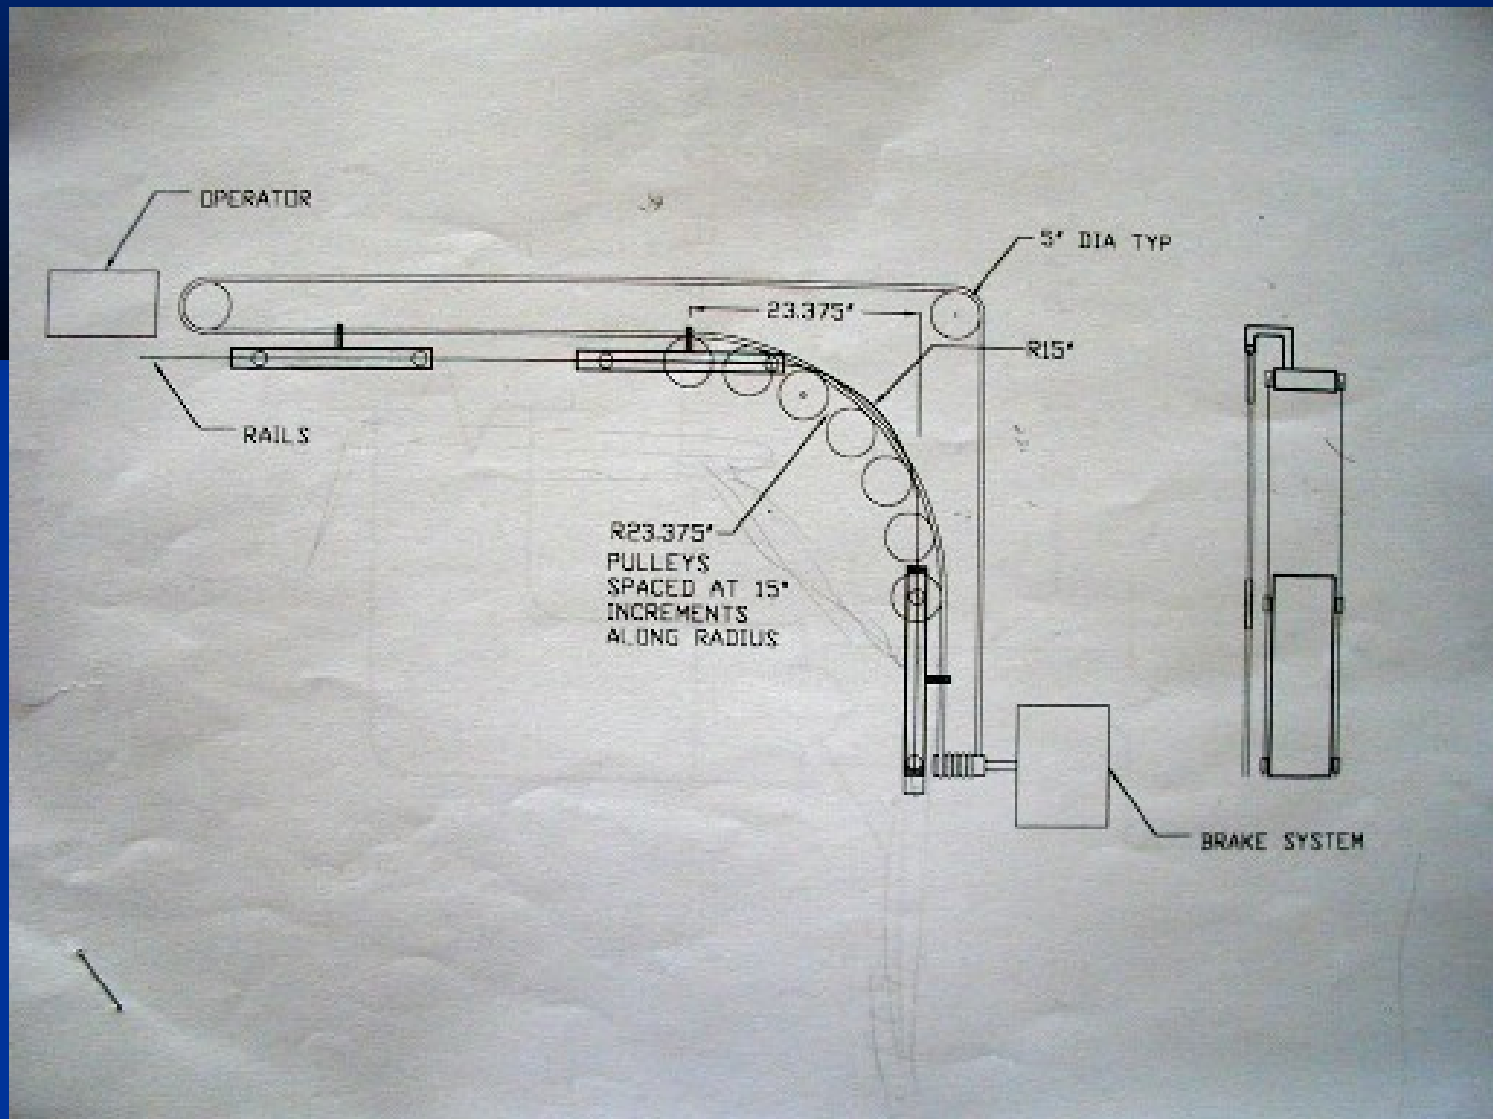 OPERATOR
5" DIA TYP
23.375"
R15"
RAILS
R23.375"
PULLEYS
SPACED AT 15°
INCREMENTS
ALONG RADIUS
BRAKE SYSTEM